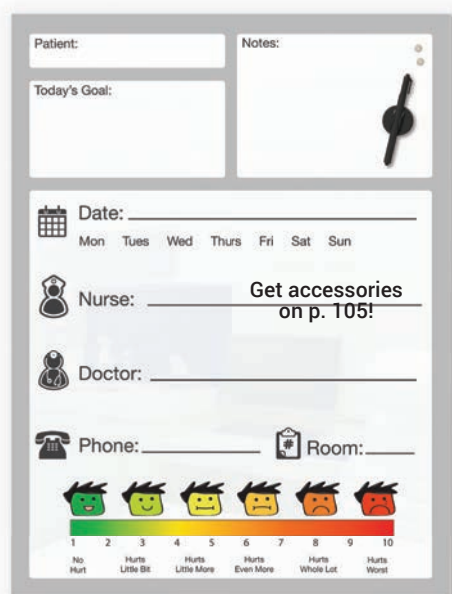 Patient:
Notes:
Today's Goal:
Date:
Mon Tues Wed Thurs Fri Sat Sun
Get accessories
on p. 105!
Nurse:
Doctor:
Phone:
# Room:
1 2 3 4 5 6 7 8 9 10
No Hurts Hurts Hurts Hurts Hurts
Hurt Little Bit Little More Even More Whole Lot Worst